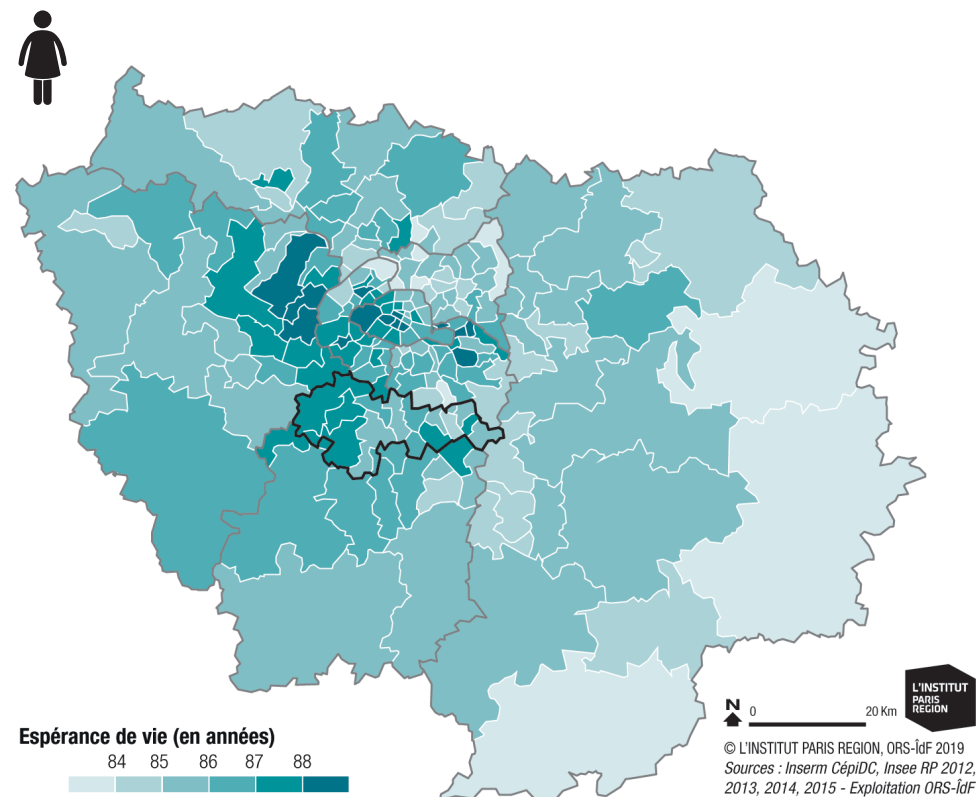 Espérance de vie (en années)
84 85 86 87 88
N
0 20 Km
L'INSTITUT
PARIS
REGION
© L'INSTITUT PARIS REGION, ORS-ÎdF 2019
Sources : Inserm CépiDC, Insee RP 2012,
2013, 2014, 2015 - Exploitation ORS-ÎdF